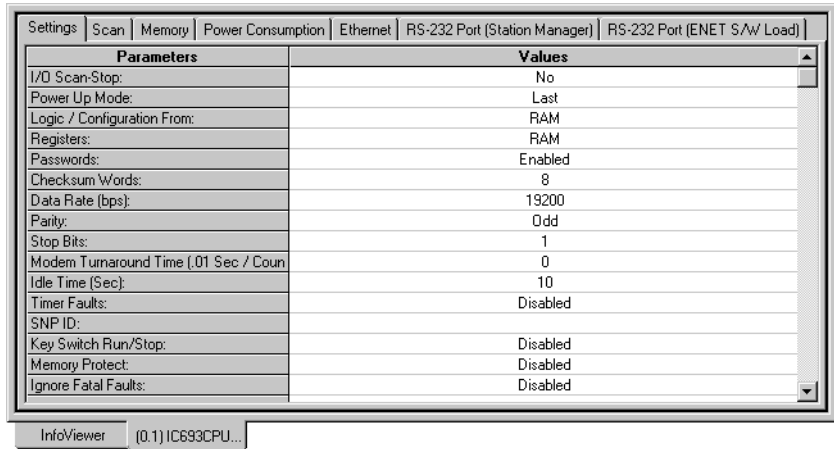 Settings Scan Memory Power Consumption Ethernet RS-232 Port (Station Manager) RS-232 Port (ENET S/W Load)
Parameters Values
I/O Scan-Stop: No
Power Up Mode: Last
Logic / Configuration From: RAM
Registers: RAM
Passwords: Enabled
Checksum Words: 8
Data Rate (bps): 19200
Parity: Odd
Stop Bits: 1
Modem Turnaround Time (.01 Sec / Coun 0
Idle Time (Sec): 10
Timer Faults: Disabled
SNP ID:
Key Switch Run/Stop: Disabled
Memory Protect: Disabled
Ignore Fatal Faults: Disabled
InfoViewer (0.1) IC693CPU...